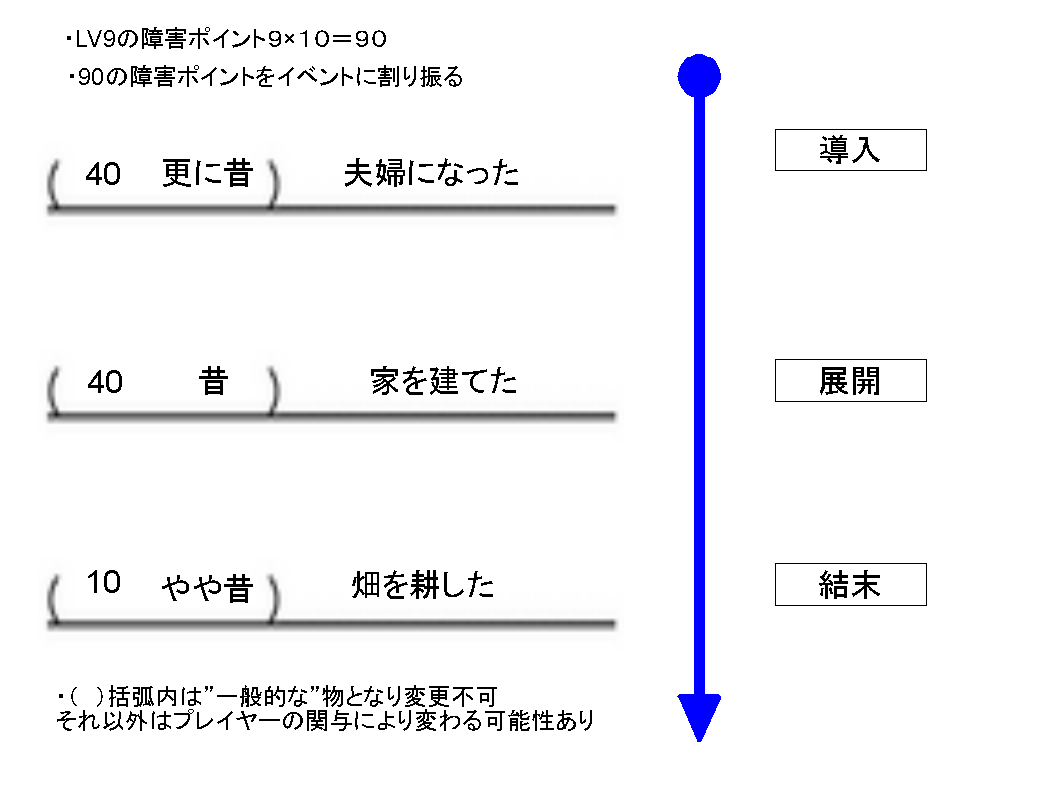 ・LV9の障害ポイント９×１０＝９０
・90の障害ポイントをイベントに割り振る
( 40 更に昔 ) 夫婦になった
導入
( 40 昔 ) 家を建てた
展開
( 10 やや昔 ) 畑を耕した
結末
・（　）括弧内は”一般的な”物となり変更不可
それ以外はプレイヤーの関与により変わる可能性あり